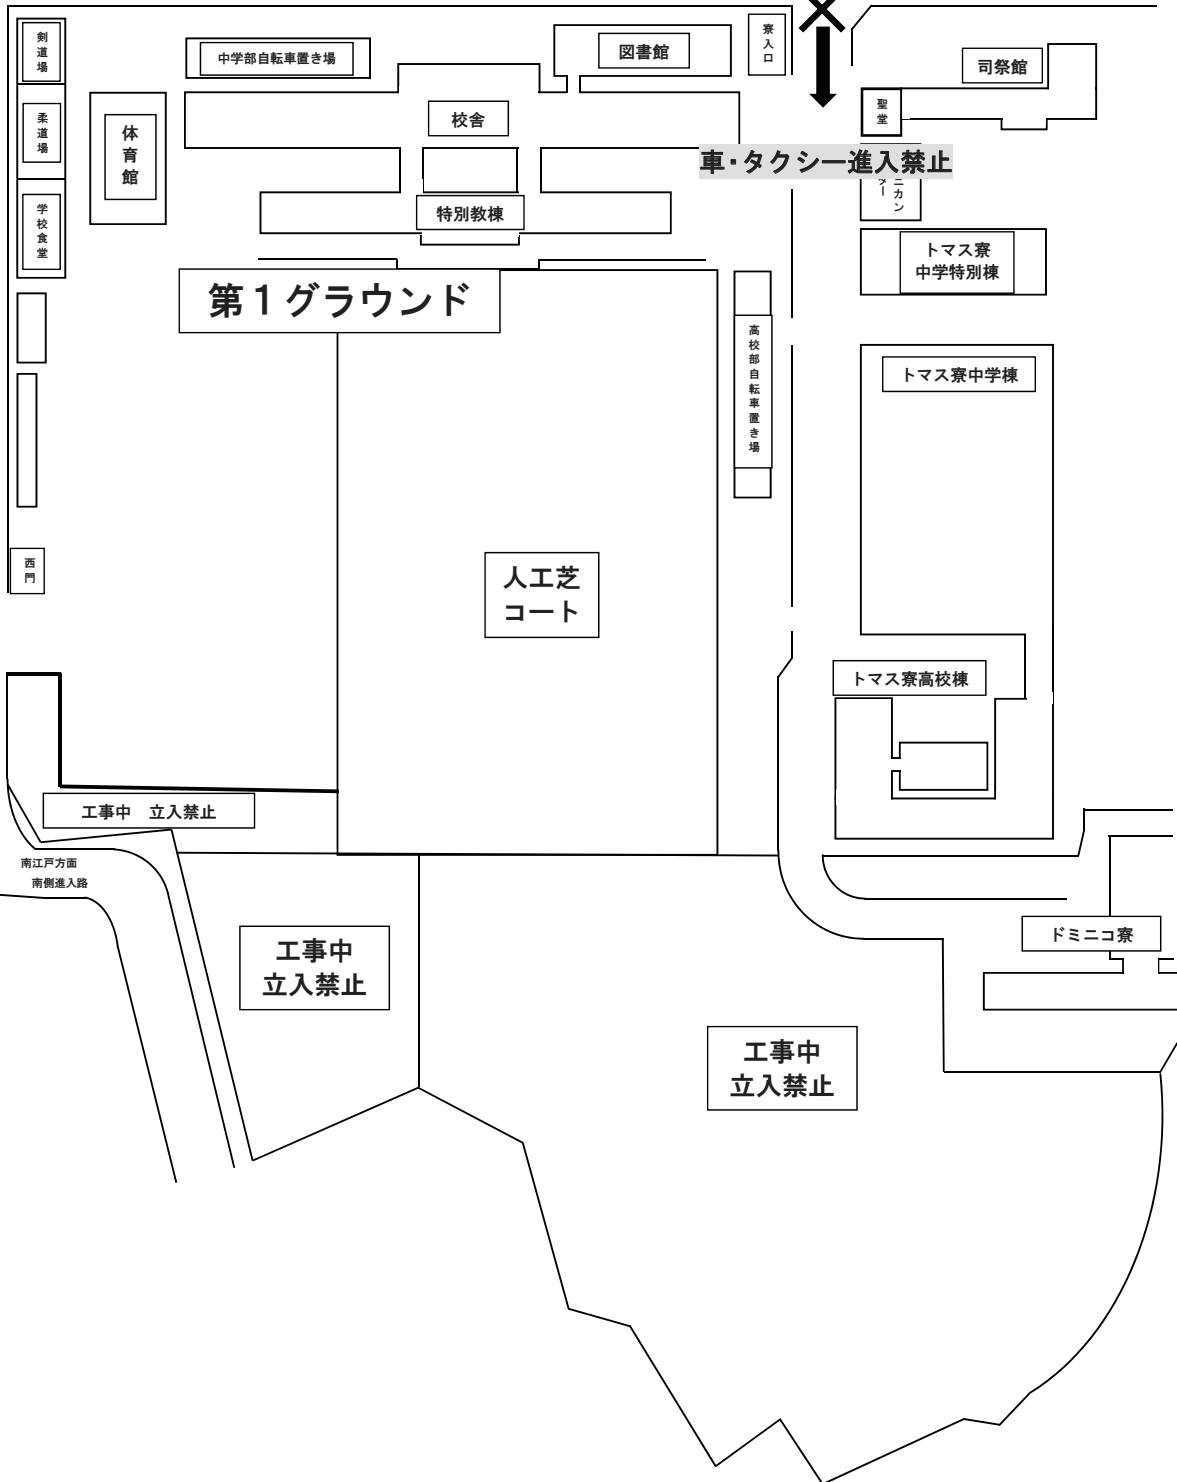 剣道場
中学部自転車置き場
図書館
寮入口
司祭館
柔道場
体育館
校舎
聖堂
車・タクシー進入禁止
ニカン
ター
学校食堂
特別教棟
トマス寮
中学特別棟
第１グラウンド
高校部自転車置き場
トマス寮中学棟
西門
人工芝
コート
トマス寮高校棟
工事中　立入禁止
南江戸方面
南側進入路
工事中
立入禁止
ドミニコ寮
工事中
立入禁止